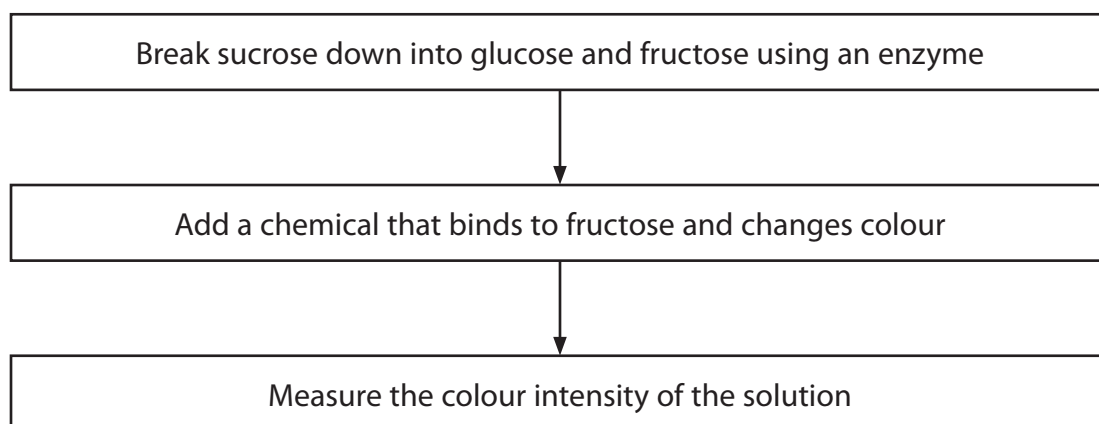 Break sucrose down into glucose and fructose using an enzyme
Add a chemical that binds to fructose and changes colour
Measure the colour intensity of the solution